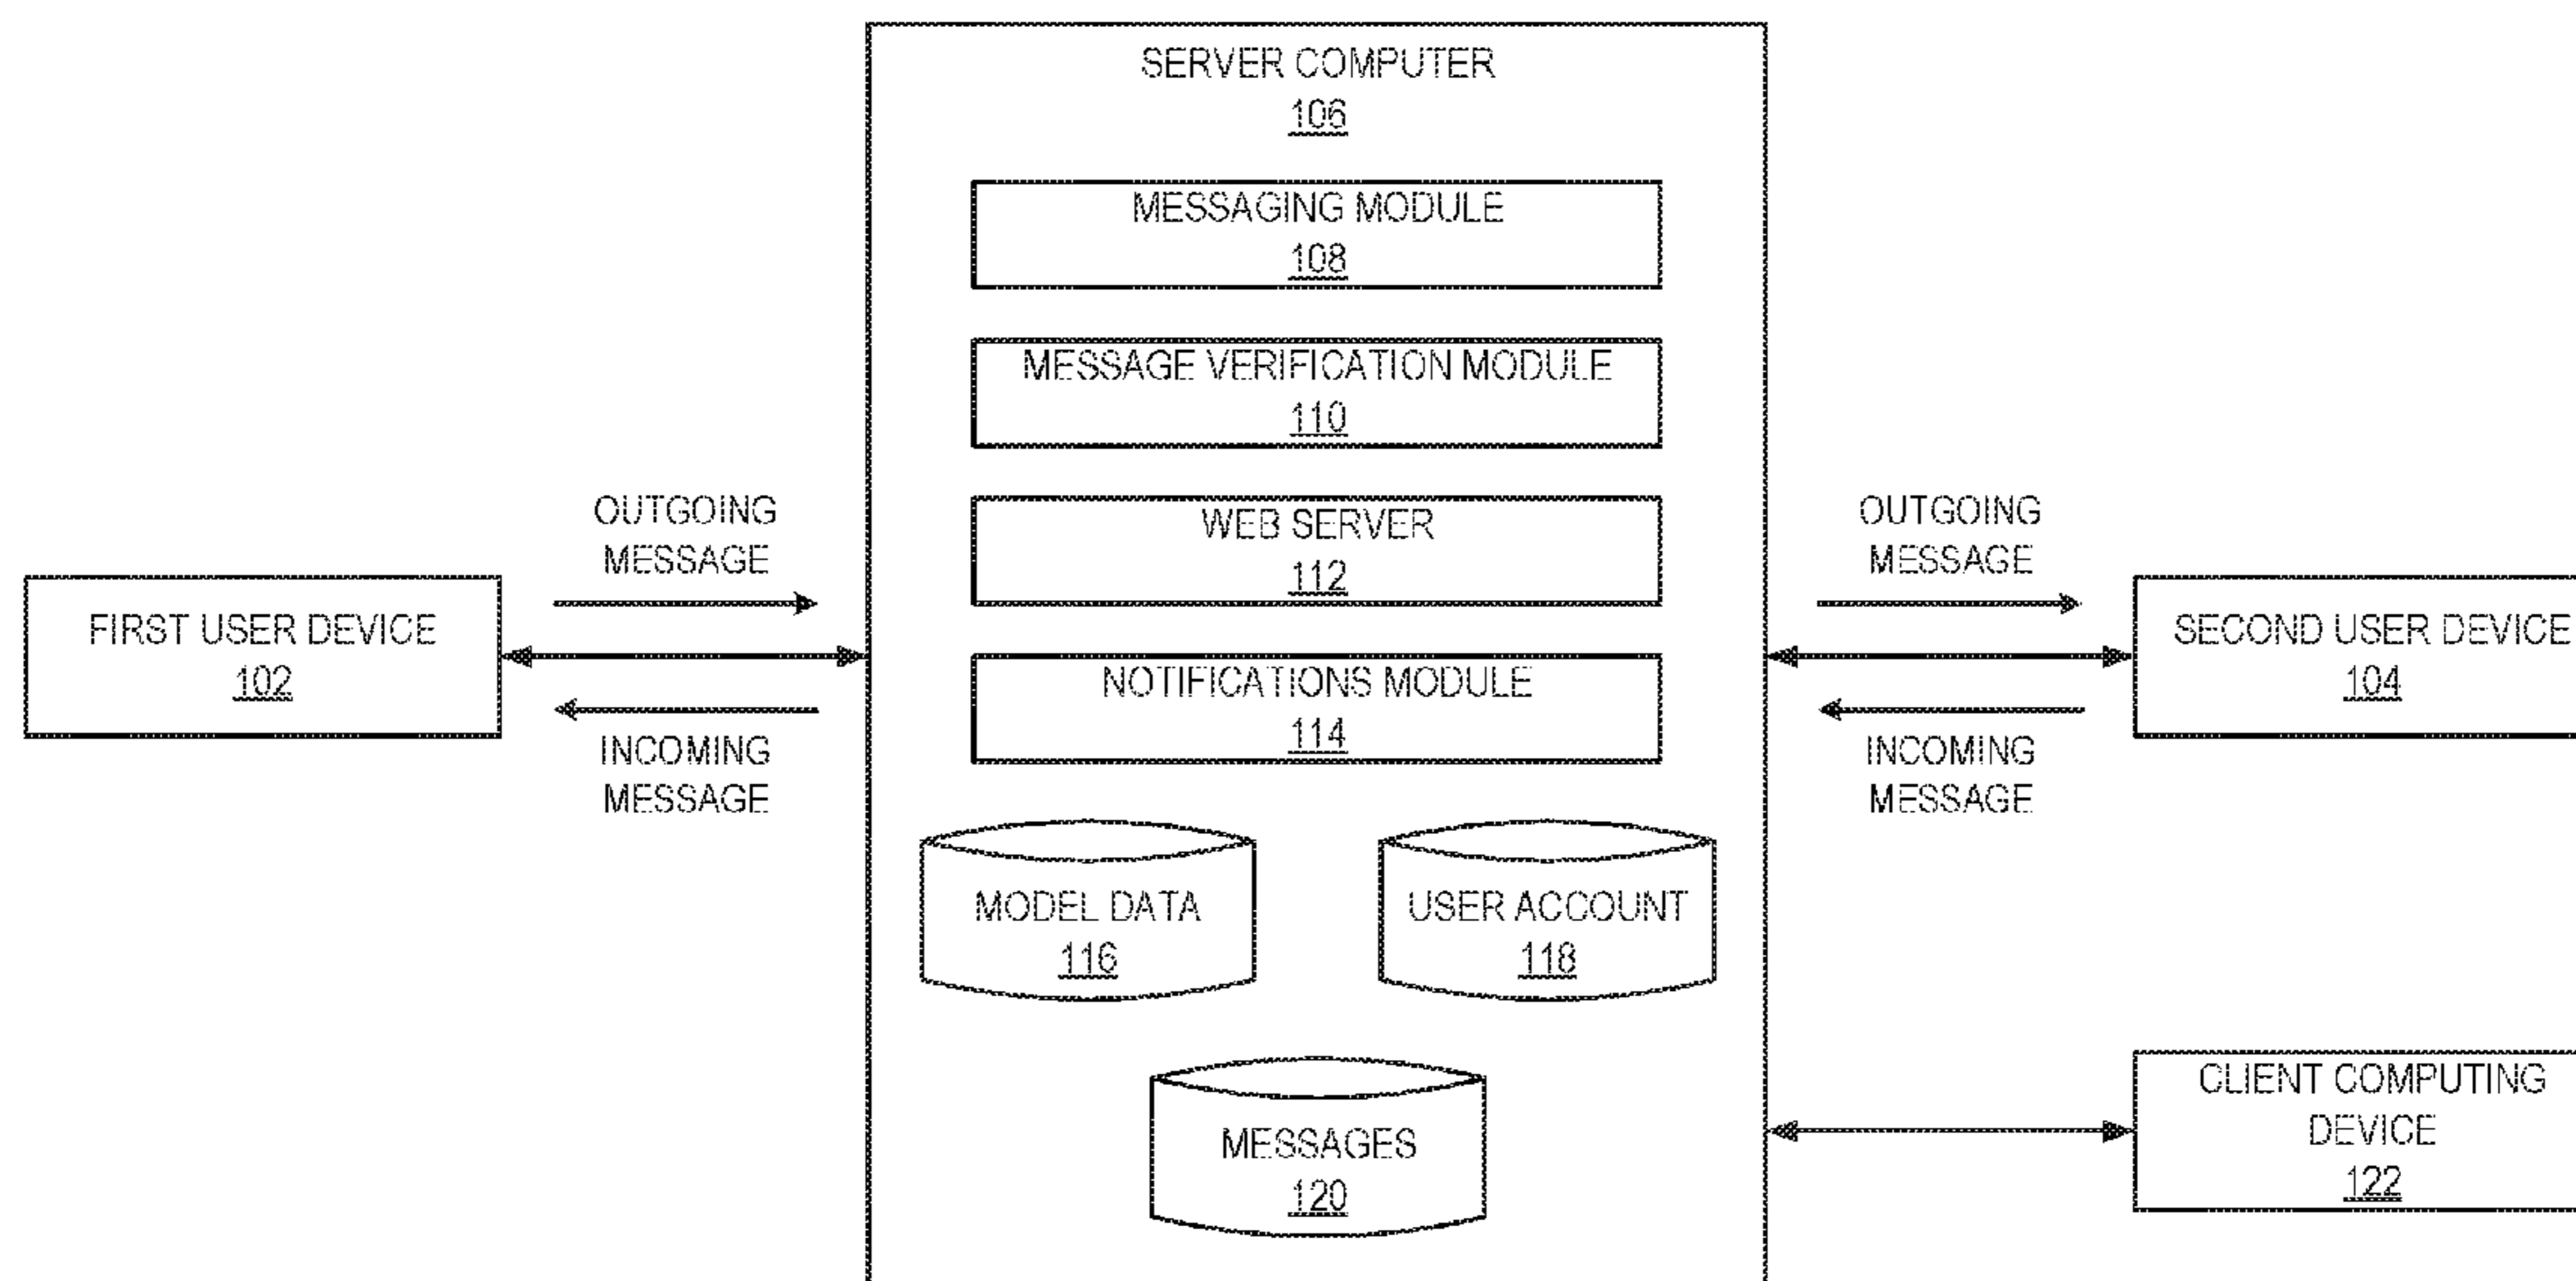 SERVER COMPUTER
106
MESSAGING MODULE
108
MESSAGE VERIFICATION MODULE
110
WEB SERVER
112
NOTIFICATIONS MODULE
114
MODEL DATA
116
USER ACCOUNT
118
MESSAGES
120
OUTGOING
MESSAGE
FIRST USER DEVICE
102
INCOMING
MESSAGE
OUTGOING
MESSAGE
SECOND USER DEVICE
104
INCOMING
MESSAGE
CLIENT COMPUTING
DEVICE
122